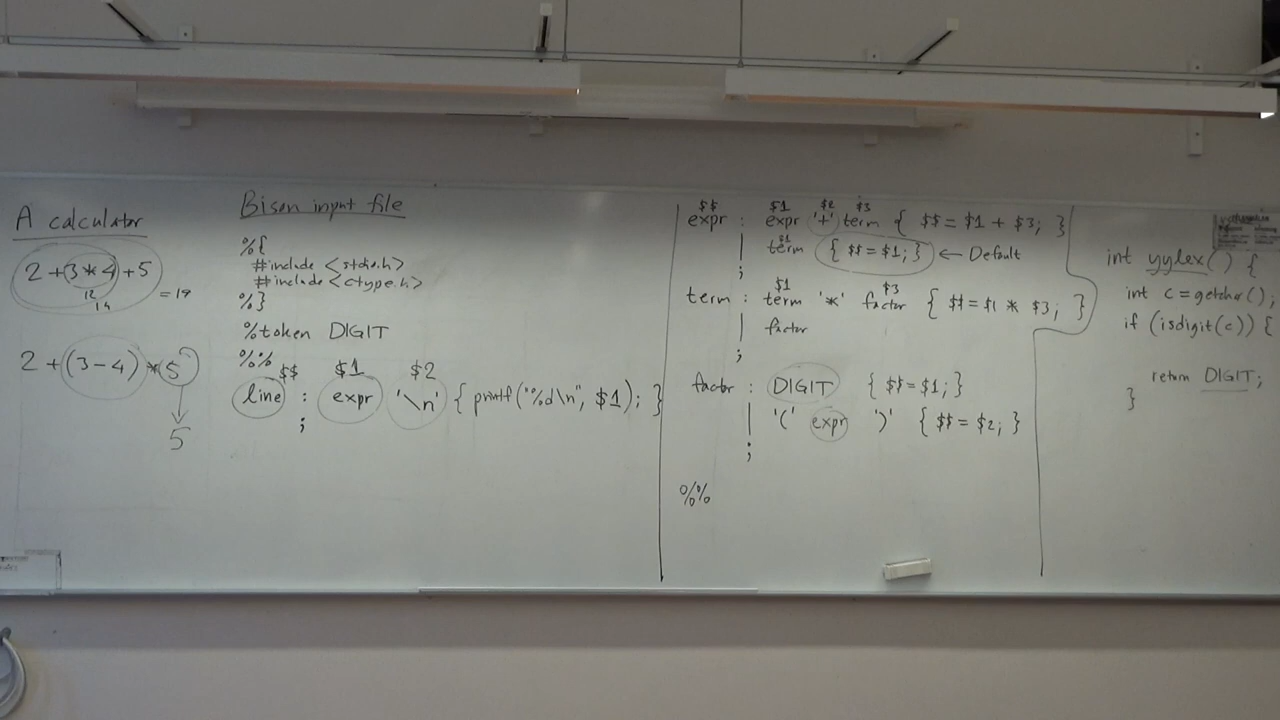 A calculator
2 + 3 * 4 + 5
12
14
= 19
2 + (3 - 4) * 5
5
Bison input file
%{
#include <stdio.h>
#include <ctype.h>
%}
%token DIGIT
%%
$$ $1 $2
line : expr '\n' { printf("%d\n", $1); }
;
$$ $1 $2 $3
expr : expr '+' term { $$ = $1 + $3; }
$1
| term { $$ = $1; } ← Default
;
$1 $3
term : term '*' factor { $$ = $1 * $3; }
| factor
;
factor : DIGIT { $$ = $1; }
| '(' expr ')' { $$ = $2; }
;
%%
int yylex() {
int c = getchar();
if (isdigit(c)) {
return DIGIT;
}